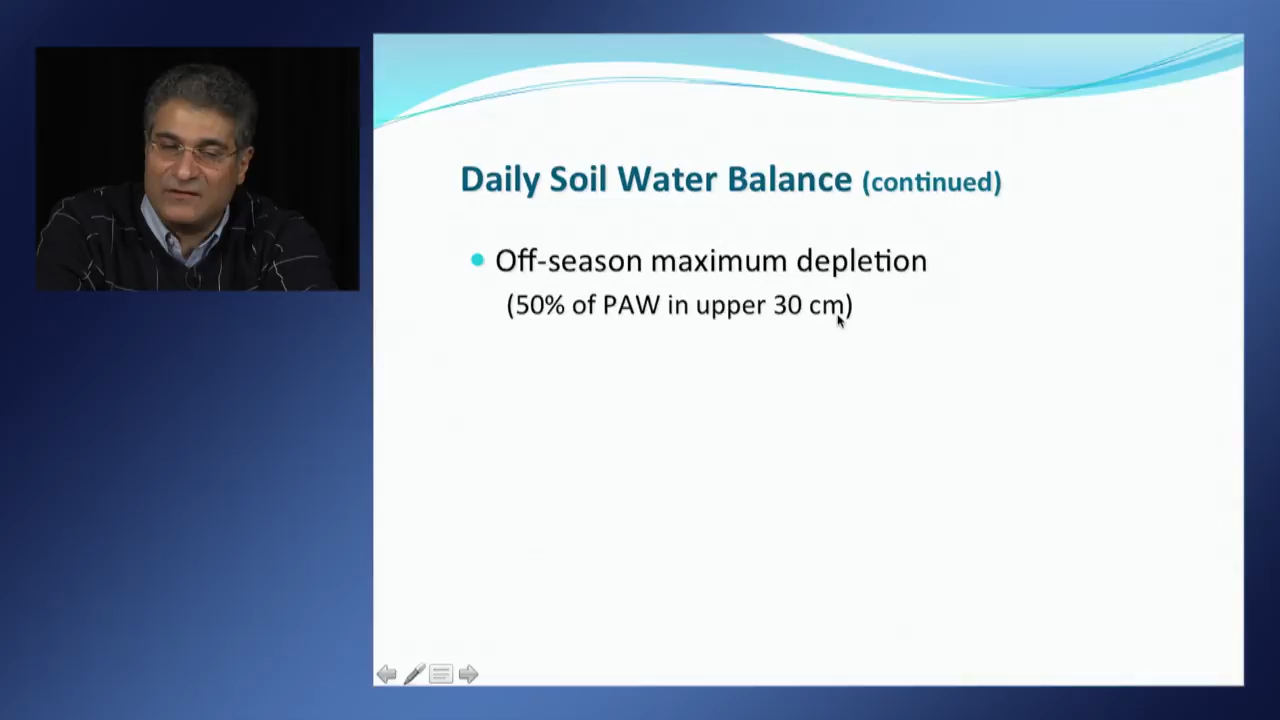 Daily Soil Water Balance (continued)
Off-season maximum depletion
(50% of PAW in upper 30 cm)